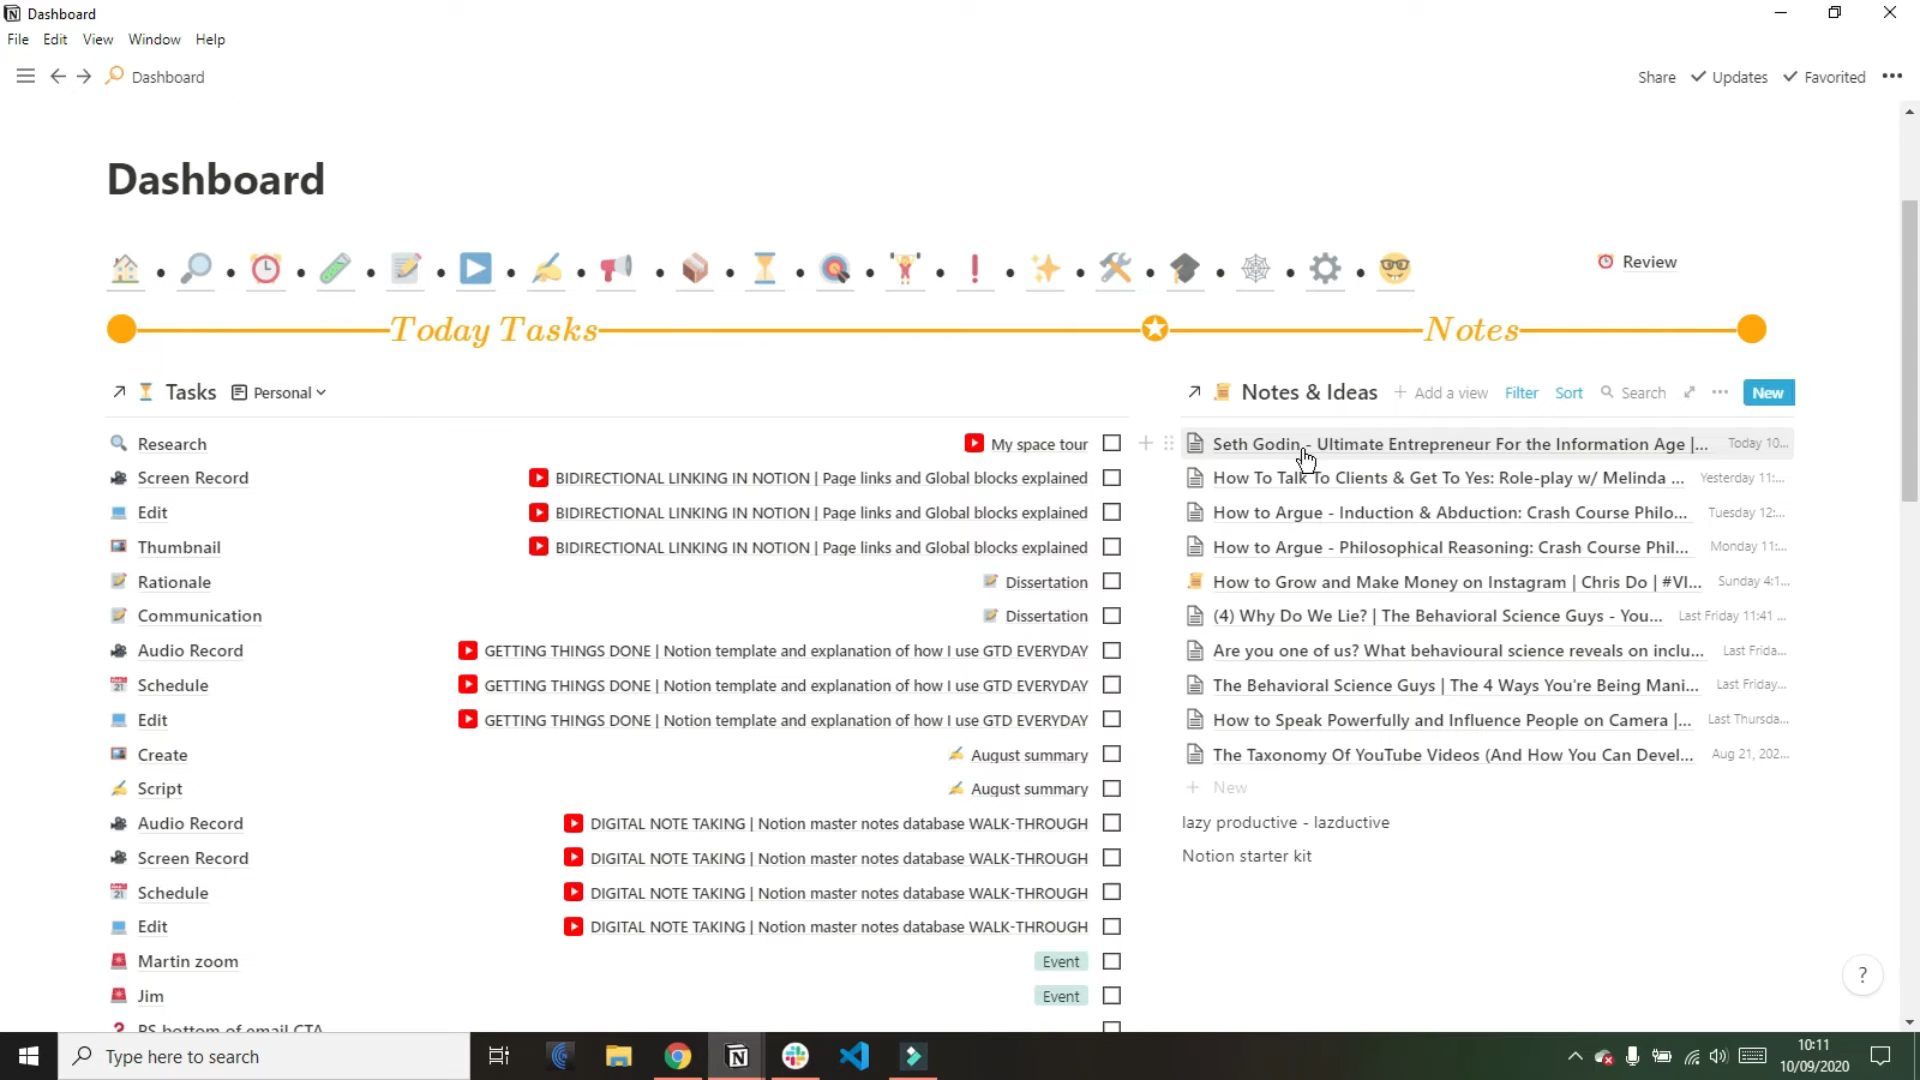 Dashboard
File Edit View Window Help
Dashboard Share Updates Favorited
Dashboard
Review
Today Tasks Notes
Tasks Personal
Notes & Ideas Add a view Filter Sort Search New
Research My space tour
Screen Record BIDIRECTIONAL LINKING IN NOTION | Page links and Global blocks explained
Edit BIDIRECTIONAL LINKING IN NOTION | Page links and Global blocks explained
Thumbnail BIDIRECTIONAL LINKING IN NOTION | Page links and Global blocks explained
Rationale Dissertation
Communication Dissertation
Audio Record GETTING THINGS DONE | Notion template and explanation of how I use GTD EVERYDAY
Schedule GETTING THINGS DONE | Notion template and explanation of how I use GTD EVERYDAY
Edit GETTING THINGS DONE | Notion template and explanation of how I use GTD EVERYDAY
Create August summary
Script August summary
Audio Record DIGITAL NOTE TAKING | Notion master notes database WALK-THROUGH
Screen Record DIGITAL NOTE TAKING | Notion master notes database WALK-THROUGH
Schedule DIGITAL NOTE TAKING | Notion master notes database WALK-THROUGH
Edit DIGITAL NOTE TAKING | Notion master notes database WALK-THROUGH
Martin zoom Event
Jim Event
PS bottom of email CTA
Seth Godin - Ultimate Entrepreneur For the Information Age |... Today 10...
How To Talk To Clients & Get To Yes: Role-play w/ Melinda ... Yesterday 11:...
How to Argue - Induction & Abduction: Crash Course Philo... Tuesday 12:...
How to Argue - Philosophical Reasoning: Crash Course Phil... Monday 11:...
How to Grow and Make Money on Instagram | Chris Do | #VI... Sunday 4:1...
(4) Why Do We Lie? | The Behavioral Science Guys - You... Last Friday 11:41 ...
Are you one of us? What behavioural science reveals on inclu... Last Frida...
The Behavioral Science Guys | The 4 Ways You're Being Mani... Last Friday...
How to Speak Powerfully and Influence People on Camera |... Last Thursda...
The Taxonomy Of YouTube Videos (And How You Can Devel... Aug 21, 202...
New
lazy productive - lazductive
Notion starter kit
?
Type here to search
10:11
10/09/2020